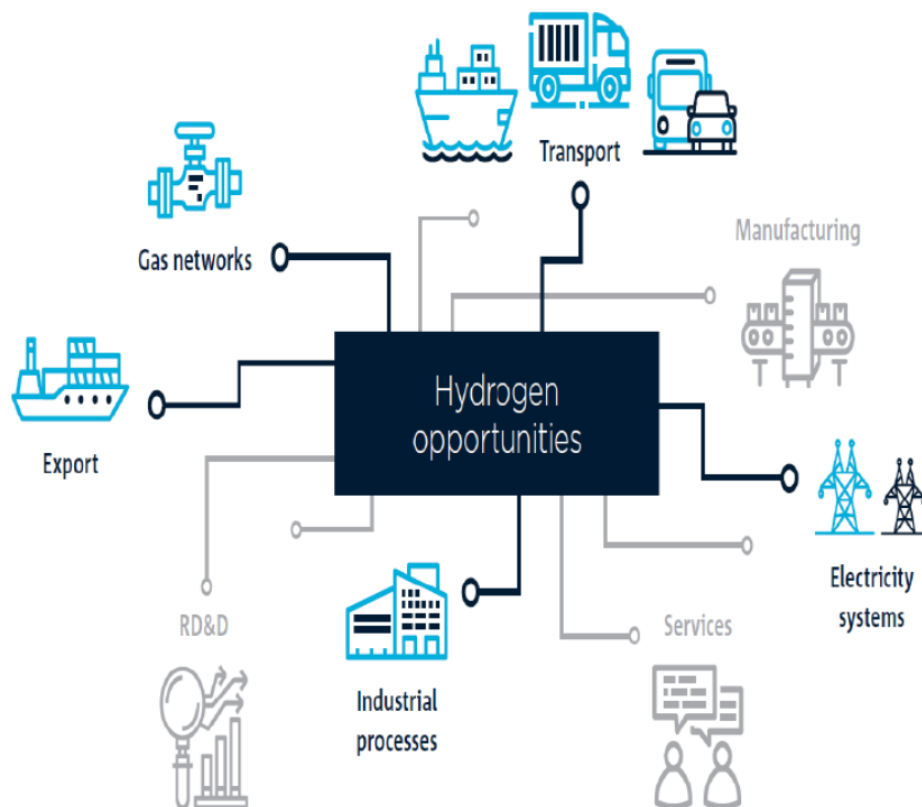 Transport
Gas networks
Manufacturing
Hydrogen
opportunities
Export
Electricity
systems
RD&D
Services
Industrial
processes